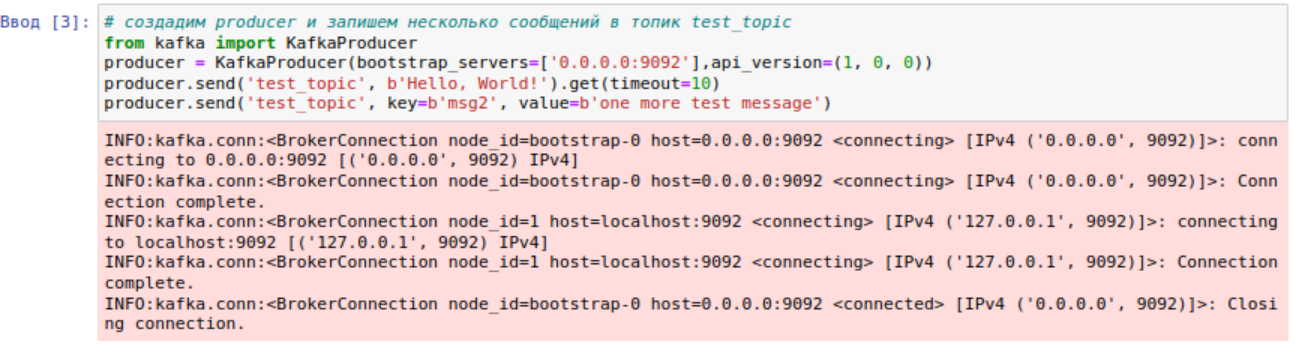 Ввод [3]: # создадим producer и запишем несколько сообщений в топик test_topic
from kafka import KafkaProducer
producer = KafkaProducer(bootstrap_servers=['0.0.0.0:9092'],api_version=(1, 0, 0))
producer.send('test_topic', b'Hello, World!').get(timeout=10)
producer.send('test_topic', key=b'msg2', value=b'one more test message')
INFO:kafka.conn:<BrokerConnection node_id=bootstrap-0 host=0.0.0.0:9092 <connecting> [IPv4 ('0.0.0.0', 9092)]>: conn
ecting to 0.0.0.0:9092 [('0.0.0.0', 9092) IPv4]
INFO:kafka.conn:<BrokerConnection node_id=bootstrap-0 host=0.0.0.0:9092 <connecting> [IPv4 ('0.0.0.0', 9092)]>: Conn
ection complete.
INFO:kafka.conn:<BrokerConnection node_id=1 host=localhost:9092 <connecting> [IPv4 ('127.0.0.1', 9092)]>: connecting
to localhost:9092 [('127.0.0.1', 9092) IPv4]
INFO:kafka.conn:<BrokerConnection node_id=1 host=localhost:9092 <connecting> [IPv4 ('127.0.0.1', 9092)]>: Connection
complete.
INFO:kafka.conn:<BrokerConnection node_id=bootstrap-0 host=0.0.0.0:9092 <connected> [IPv4 ('0.0.0.0', 9092)]>: Closi
ng connection.